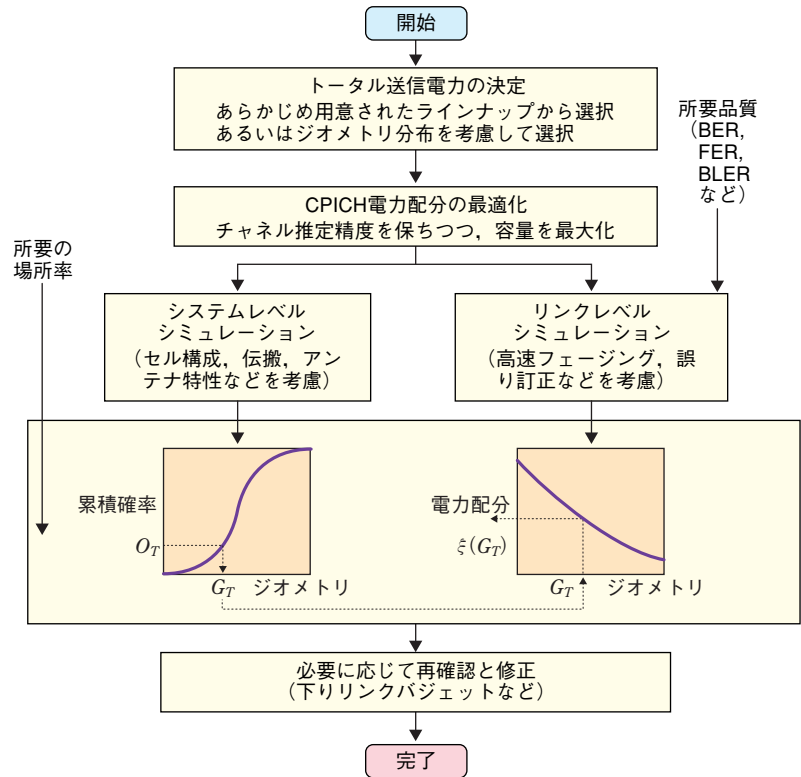 開始
トータル送信電力の決定
あらかじめ用意されたラインナップから選択
あるいはジオメトリ分布を考慮して選択
所要品質
(BER,
FER,
BLER
など)
CPICH電力配分の最適化
チャネル推定精度を保ちつつ，容量を最大化
所要の
場所率
システムレベル
シミュレーション
(セル構成，伝搬，アン
テナ特性などを考慮)
リンクレベル
シミュレーション
(高速フェージング，誤
り訂正などを考慮)
累積確率
O_T
G_T ジオメトリ
電力配分
ξ(G_T)
G_T ジオメトリ
必要に応じて再確認と修正
(下りリンクバジェットなど)
完了